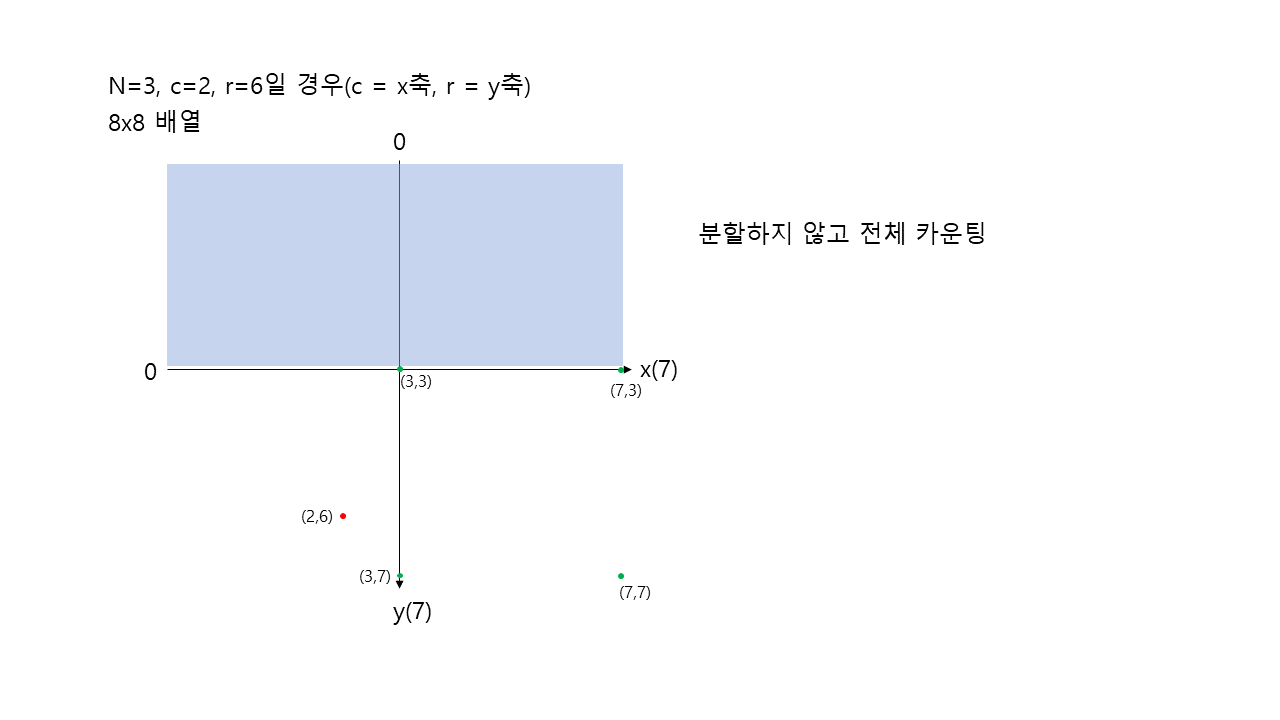 N=3, c=2, r=6일 경우(c = x축, r = y축)
8x8 배열
0
분할하지 않고 전체 카운팅
0
x(7)
(3,3)
(7,3)
(2,6)
(3,7)
(7,7)
y(7)